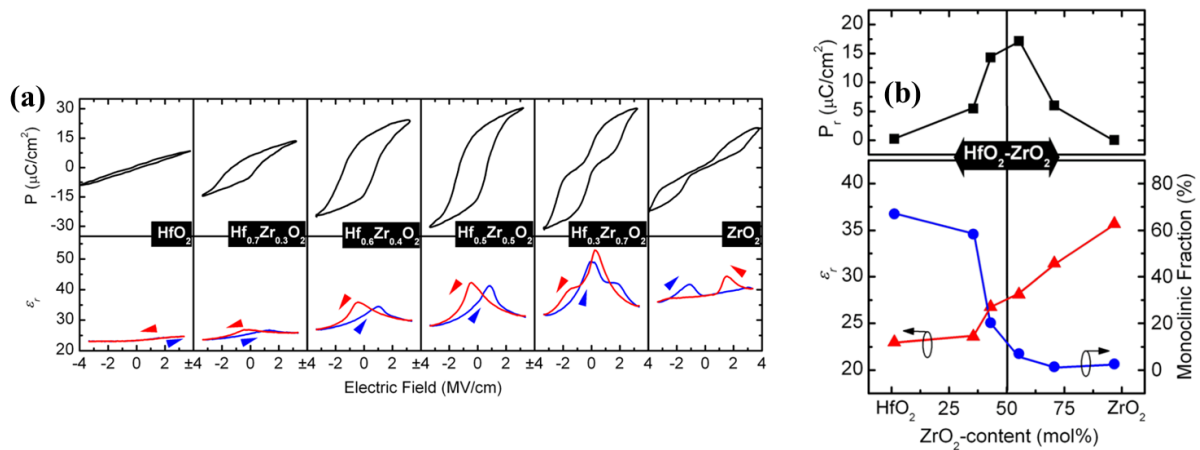 (a)
P (μC/cm²)
30
15
0
-15
-30
HfO₂
Hf₀.₇Zr₀.₃O₂
Hf₀.₆Zr₀.₄O₂
Hf₀.₅Zr₀.₅O₂
Hf₀.₃Zr₀.₇O₂
ZrO₂
εᵣ
50
40
30
20
-2 0 2 ±4 -2 0 2 ±4 -2 0 2 ±4 -2 0 2 ±4 -2 0 2 ±4 -2 0 2 4
Electric Field (MV/cm)
(b)
Pᵣ (μC/cm²)
20
15
10
5
0
HfO₂-ZrO₂
εᵣ
40
35
30
25
20
80
60
40
20
0
Monoclinic Fraction (%)
HfO₂ 25 50 75 ZrO₂
ZrO₂-content (mol%)